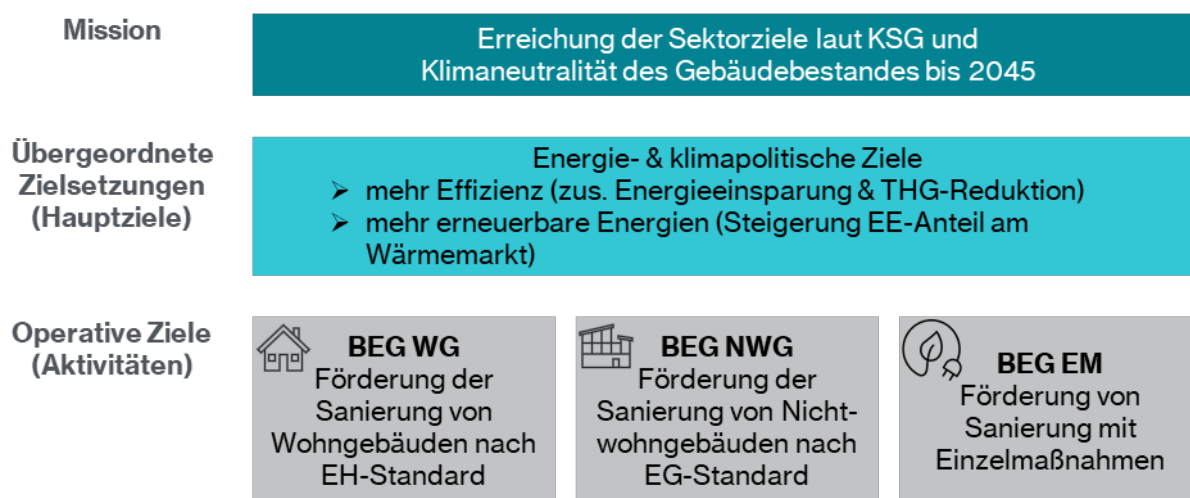 Mission
Erreichung der Sektorziele laut KSG und
Klimaneutralität des Gebäudebestandes bis 2045
Übergeordnete
Zielsetzungen
(Hauptziele)
Energie- & klimapolitische Ziele
➢ mehr Effizienz (zus. Energieeinsparung & THG-Reduktion)
➢ mehr erneuerbare Energien (Steigerung EE-Anteil am
Wärmemarkt)
Operative Ziele
(Aktivitäten)
BEG WG
Förderung der
Sanierung von
Wohngebäuden nach
EH-Standard
BEG NWG
Förderung der
Sanierung von Nicht-
wohngebäuden nach
EG-Standard
BEG EM
Förderung von
Sanierung mit
Einzelmaßnahmen